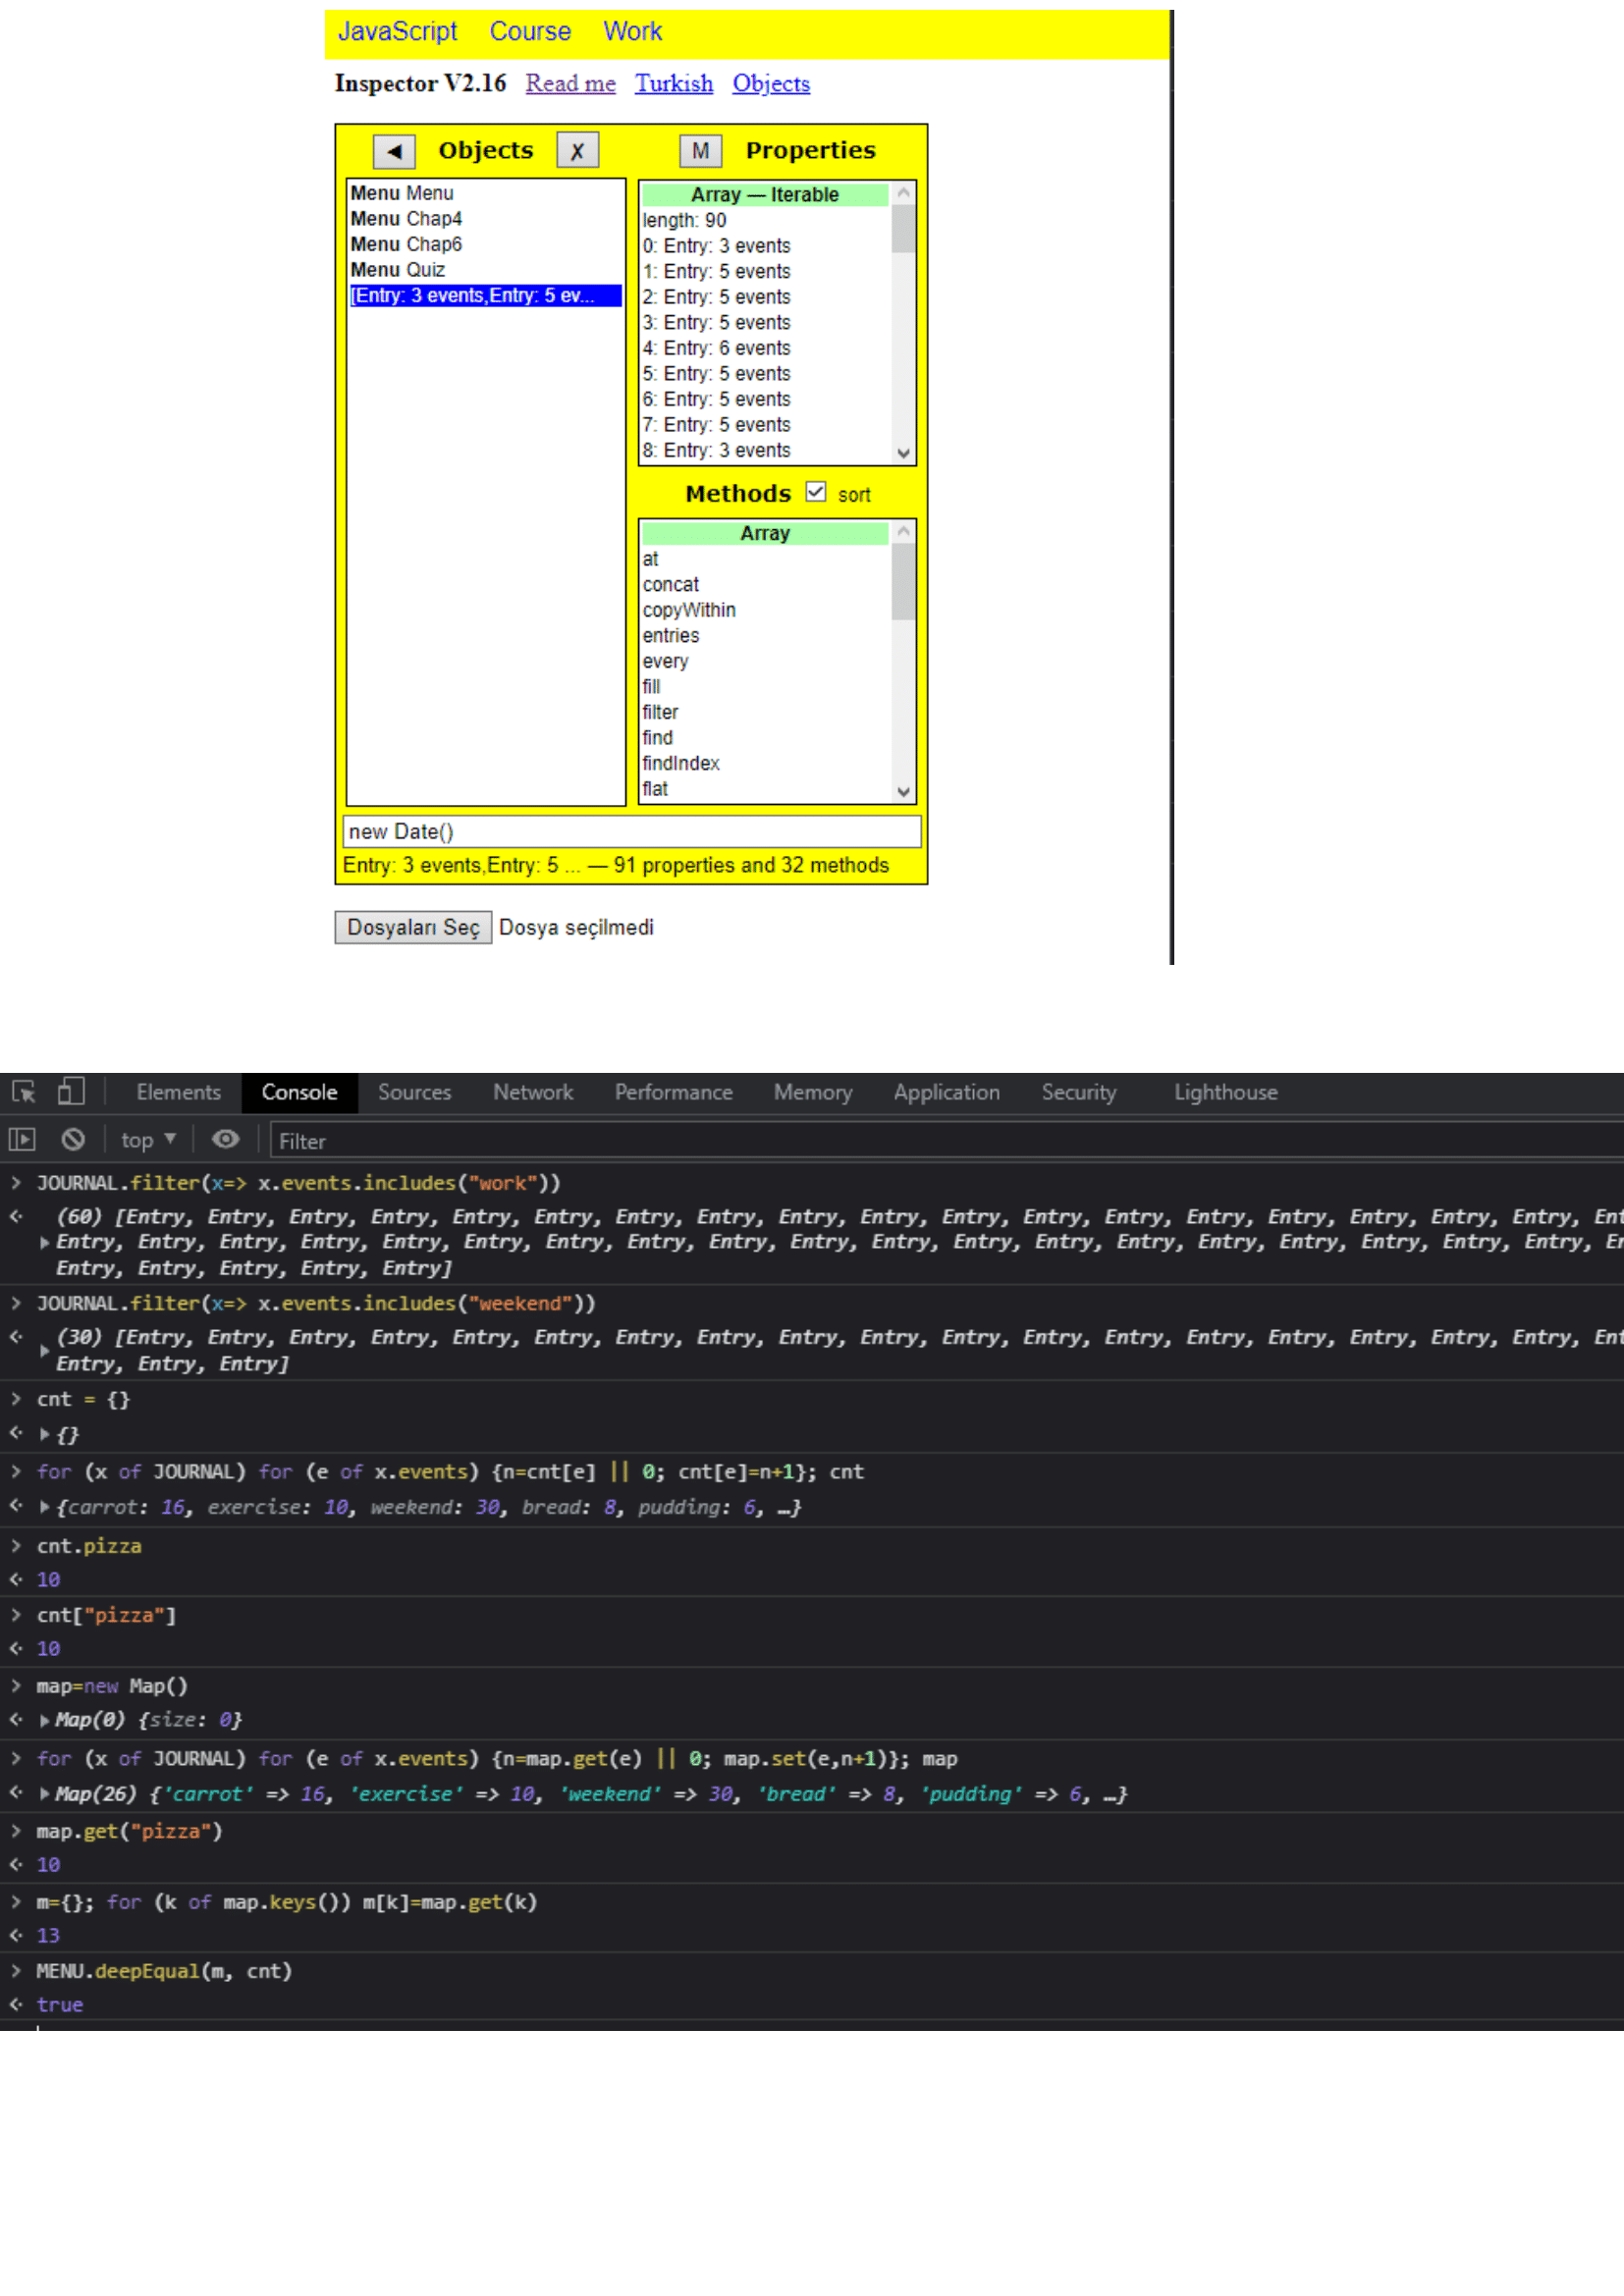 JavaScript Course Work
Inspector V2.16 Read me Turkish Objects
◄ Objects ✗ M Properties
Menu Menu
Menu Chap4
Menu Chap6
Menu Quiz
[Entry: 3 events,Entry: 5 ev...
Array — Iterable
length: 90
0: Entry: 3 events
1: Entry: 5 events
2: Entry: 5 events
3: Entry: 5 events
4: Entry: 6 events
5: Entry: 5 events
6: Entry: 5 events
7: Entry: 5 events
8: Entry: 3 events
Methods sort
Array
at
concat
copyWithin
entries
every
fill
filter
find
findIndex
flat
new Date()
Entry: 3 events,Entry: 5 ... — 91 properties and 32 methods
Dosyaları Seç Dosya seçilmedi
Elements Console Sources Network Performance Memory Application Security Lighthouse
top ▼ Filter
> JOURNAL.filter(x=> x.events.includes("work"))
(60) [Entry, Entry, Entry, Entry, Entry, Entry, Entry, Entry, Entry, Entry, Entry, Entry, Entry, Entry, Entry, Entry, Entry, Entry, Ent
Entry, Entry, Entry, Entry, Entry, Entry, Entry, Entry, Entry, Entry, Entry, Entry, Entry, Entry, Entry, Entry, Entry, Entry, Entry, En
Entry, Entry, Entry, Entry, Entry]
> JOURNAL.filter(x=> x.events.includes("weekend"))
(30) [Entry, Entry, Entry, Entry, Entry, Entry, Entry, Entry, Entry, Entry, Entry, Entry, Entry, Entry, Entry, Entry, Entry, Entry, Ent
Entry, Entry, Entry]
> cnt = {}
{}
> for (x of JOURNAL) for (e of x.events) {n=cnt[e] || 0; cnt[e]=n+1}; cnt
{carrot: 16, exercise: 10, weekend: 30, bread: 8, pudding: 6, …}
> cnt.pizza
10
> cnt["pizza"]
10
> map=new Map()
Map(0) {size: 0}
> for (x of JOURNAL) for (e of x.events) {n=map.get(e) || 0; map.set(e,n+1)}; map
Map(26) {'carrot' => 16, 'exercise' => 10, 'weekend' => 30, 'bread' => 8, 'pudding' => 6, …}
> map.get("pizza")
10
> m={}; for (k of map.keys()) m[k]=map.get(k)
13
> MENU.deepEqual(m, cnt)
true